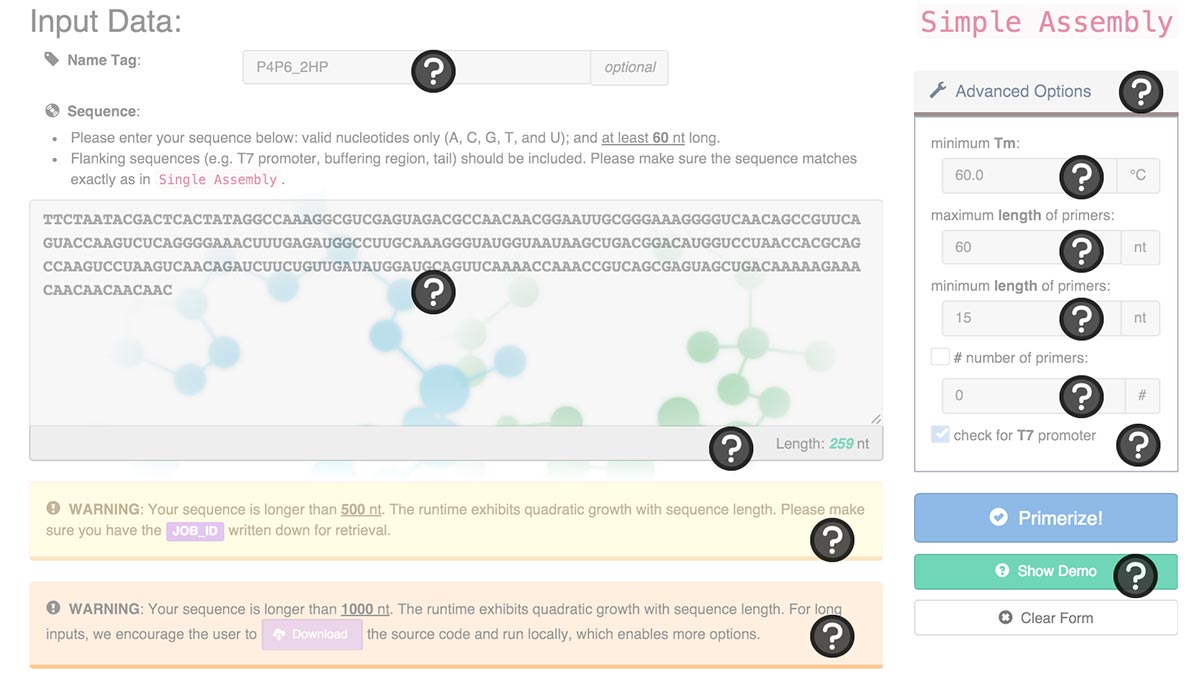 Input Data:
Simple Assembly
Name Tag:
P4P6_2HP
optional
Sequence:
Please enter your sequence below: valid nucleotides only (A, C, G, T, and U); and at least 60 nt long.
Flanking sequences (e.g. T7 promoter, buffering region, tail) should be included. Please make sure the sequence matches
exactly as in Single Assembly.
TTCTAATACGACTCACTATAGGCCAAAGGCGUCGAGUAGACGCCAACAACGGAAUUGCGGGAAAGGGGUCAACAGCCGUUCA
GUACCAAGUCUCAGGGGAAACUUUGAGAUGGCCUUGCAAAGGGUAUGGUAAUAAGCUGACGGACAUGGUCCUAACCACGCAG
CCAAGUCCUAAGUCAACAGAUCUUCUGUUGAUAUGGAUGCAGUUCAAAACCAAACCGUCAGCGAGUAGCUGACAAAAAGAAA
CAACAACAACAAC
Length: 259 nt
WARNING: Your sequence is longer than 500 nt. The runtime exhibits quadratic growth with sequence length. Please make
sure you have the JOB_ID written down for retrieval.
WARNING: Your sequence is longer than 1000 nt. The runtime exhibits quadratic growth with sequence length. For long
inputs, we encourage the user to Download the source code and run locally, which enables more options.
Advanced Options
minimum Tm:
60.0
°C
maximum length of primers:
60
nt
minimum length of primers:
15
nt
# number of primers:
0
#
check for T7 promoter
Primerize!
Show Demo
Clear Form